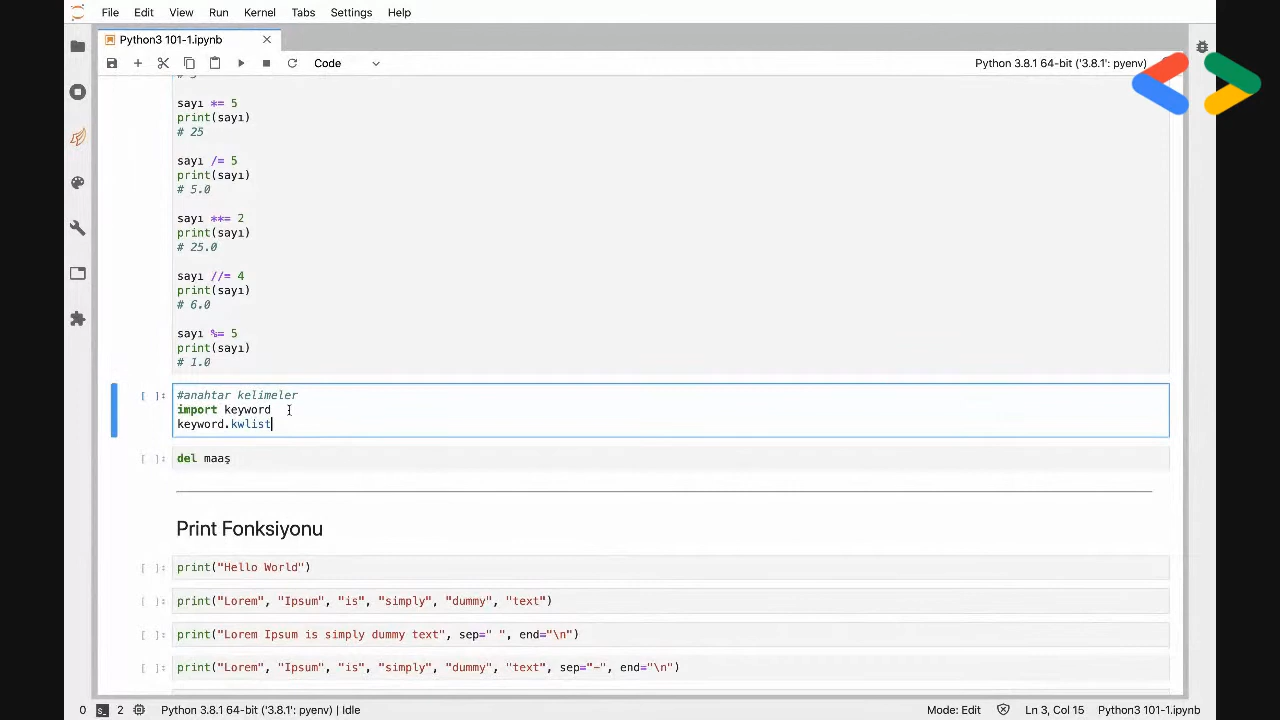 File Edit View Run Kernel Tabs Settings Help
Python3 101-1.ipynb
Code
Python 3.8.1 64-bit ('3.8.1': pyenv)
sayı *= 5
print(sayı)
# 25
sayı /= 5
print(sayı)
# 5.0
sayı **= 2
print(sayı)
# 25.0
sayı //= 4
print(sayı)
# 6.0
sayı %= 5
print(sayı)
# 1.0
[ ]: #anahtar kelimeler
import keyword
keyword.kwlist
[ ]: del maaş
Print Fonksiyonu
[ ]: print("Hello World")
[ ]: print("Lorem", "Ipsum", "is", "simply", "dummy", "text")
[ ]: print("Lorem Ipsum is simply dummy text", sep=" ", end="\n")
[ ]: print("Lorem", "Ipsum", "is", "simply", "dummy", "text", sep="~", end="\n")
0 2 Python 3.8.1 64-bit ('3.8.1': pyenv) | Idle Mode: Edit Ln 3, Col 15 Python3 101-1.ipynb